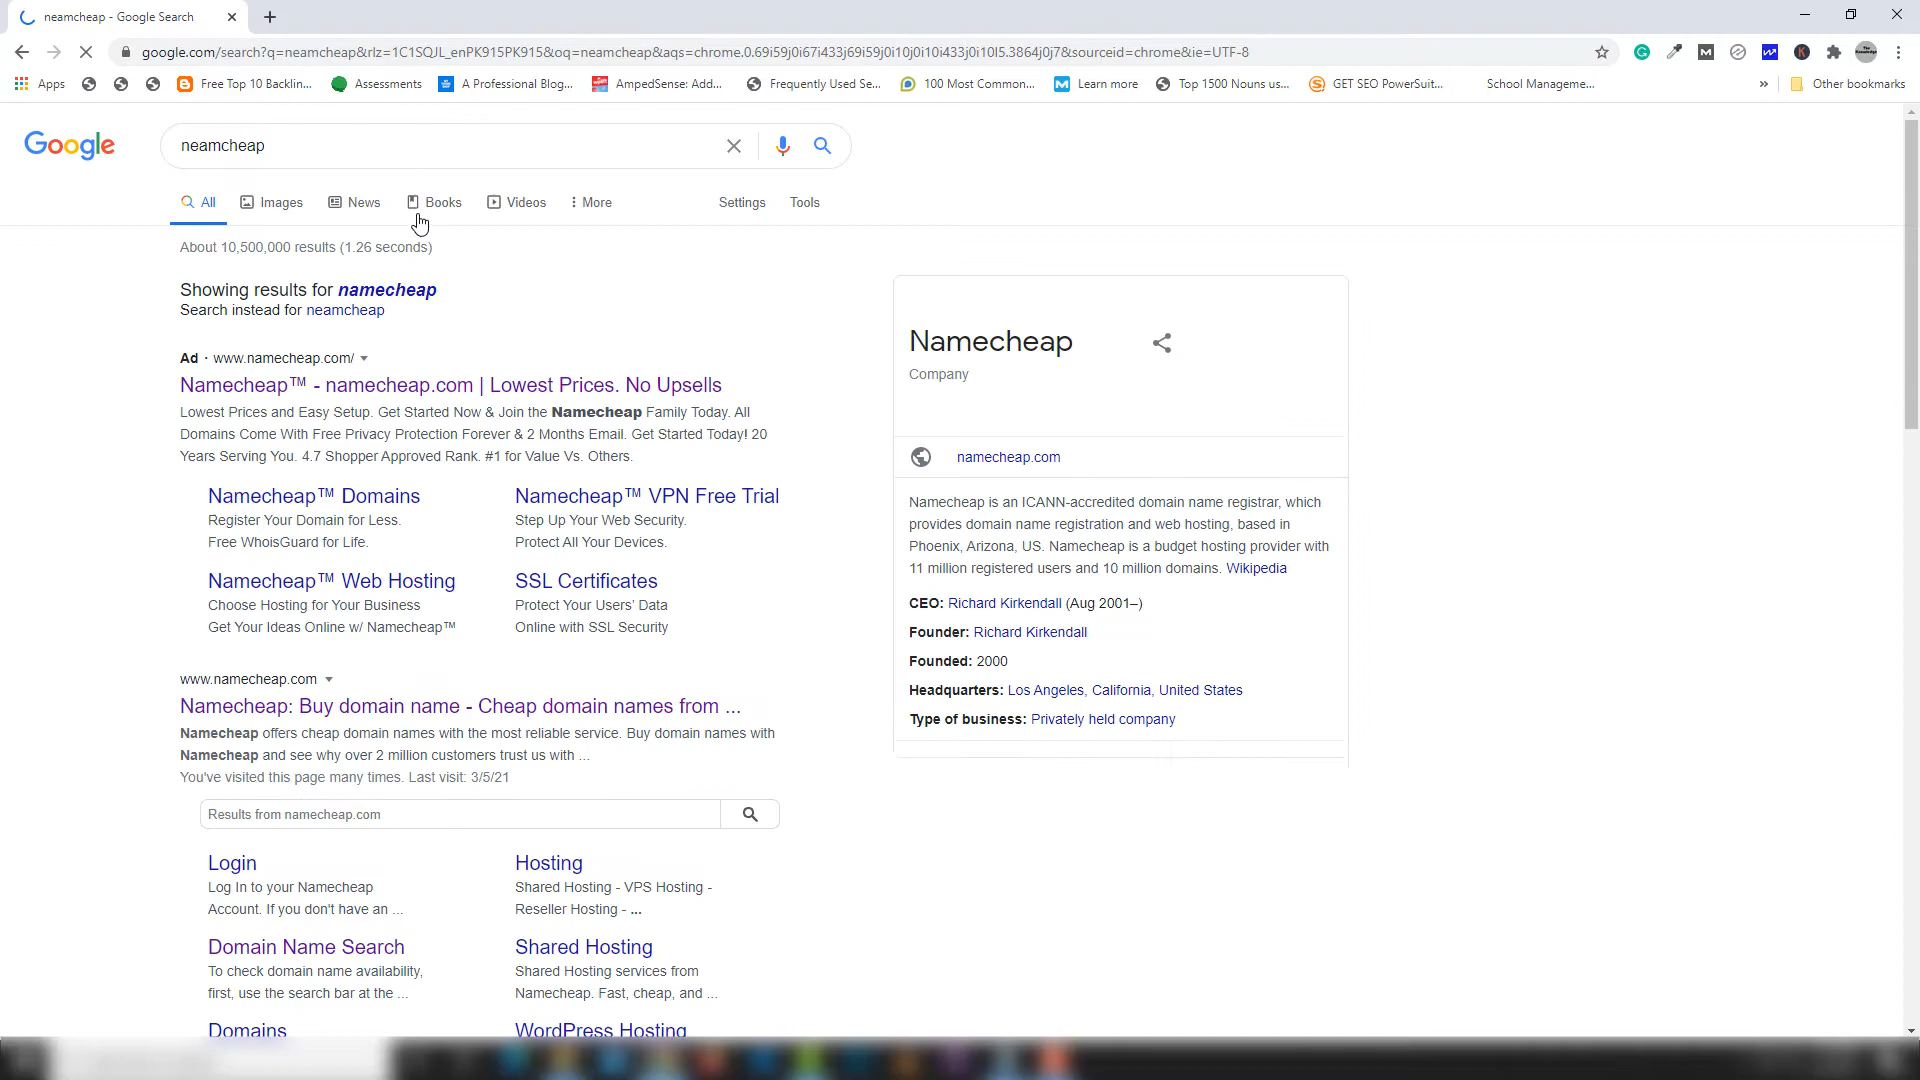 neamcheap - Google Search
google.com/search?q=neamcheap&rlz=1C1SQJL_enPK915PK915&oq=neamcheap&aqs=chrome.0.69i59j0i67i433j69i59j0i10j0i10i433j0i10l5.3864j0j7&sourceid=chrome&ie=UTF-8
Apps Free Top 10 Backlin... Assessments A Professional Blog... AmpedSense: Add... Frequently Used Se... 100 Most Common... Learn more Top 1500 Nouns us... GET SEO PowerSuit... School Manageme... » Other bookmarks
Google neamcheap
All Images News Books Videos More Settings Tools
About 10,500,000 results (1.26 seconds)
Showing results for namecheap
Search instead for neamcheap
Ad · www.namecheap.com/
Namecheap™ - namecheap.com | Lowest Prices. No Upsells
Lowest Prices and Easy Setup. Get Started Now & Join the Namecheap Family Today. All
Domains Come With Free Privacy Protection Forever & 2 Months Email. Get Started Today! 20
Years Serving You. 4.7 Shopper Approved Rank. #1 for Value Vs. Others.
Namecheap™ Domains
Register Your Domain for Less.
Free WhoisGuard for Life.
Namecheap™ VPN Free Trial
Step Up Your Web Security.
Protect All Your Devices.
Namecheap™ Web Hosting
Choose Hosting for Your Business
Get Your Ideas Online w/ Namecheap™
SSL Certificates
Protect Your Users' Data
Online with SSL Security
www.namecheap.com
Namecheap: Buy domain name - Cheap domain names from ...
Namecheap offers cheap domain names with the most reliable service. Buy domain names with
Namecheap and see why over 2 million customers trust us with ...
You've visited this page many times. Last visit: 3/5/21
Results from namecheap.com
Login
Log In to your Namecheap
Account. If you don't have an ...
Hosting
Shared Hosting - VPS Hosting -
Reseller Hosting - ...
Domain Name Search
To check domain name availability,
first, use the search bar at the ...
Shared Hosting
Shared Hosting services from
Namecheap. Fast, cheap, and ...
Domains
WordPress Hosting
Namecheap
Company
namecheap.com
Namecheap is an ICANN-accredited domain name registrar, which
provides domain name registration and web hosting, based in
Phoenix, Arizona, US. Namecheap is a budget hosting provider with
11 million registered users and 10 million domains. Wikipedia
CEO: Richard Kirkendall (Aug 2001–)
Founder: Richard Kirkendall
Founded: 2000
Headquarters: Los Angeles, California, United States
Type of business: Privately held company